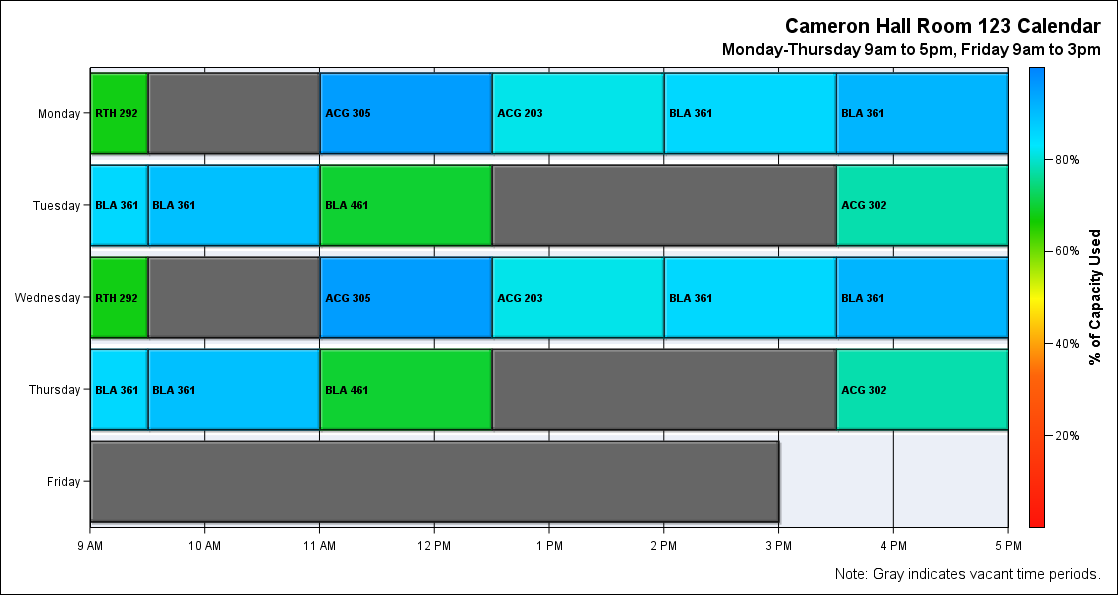 Cameron Hall Room 123 Calendar
Monday-Thursday 9am to 5pm, Friday 9am to 3pm
Monday
RTH 292
ACG 305
ACG 203
BLA 361
BLA 361
Tuesday
BLA 361
BLA 361
BLA 461
ACG 302
Wednesday
RTH 292
ACG 305
ACG 203
BLA 361
BLA 361
Thursday
BLA 361
BLA 361
BLA 461
ACG 302
Friday
9 AM
10 AM
11 AM
12 PM
1 PM
2 PM
3 PM
4 PM
5 PM
80%
60%
40%
20%
% of Capacity Used
Note: Gray indicates vacant time periods.